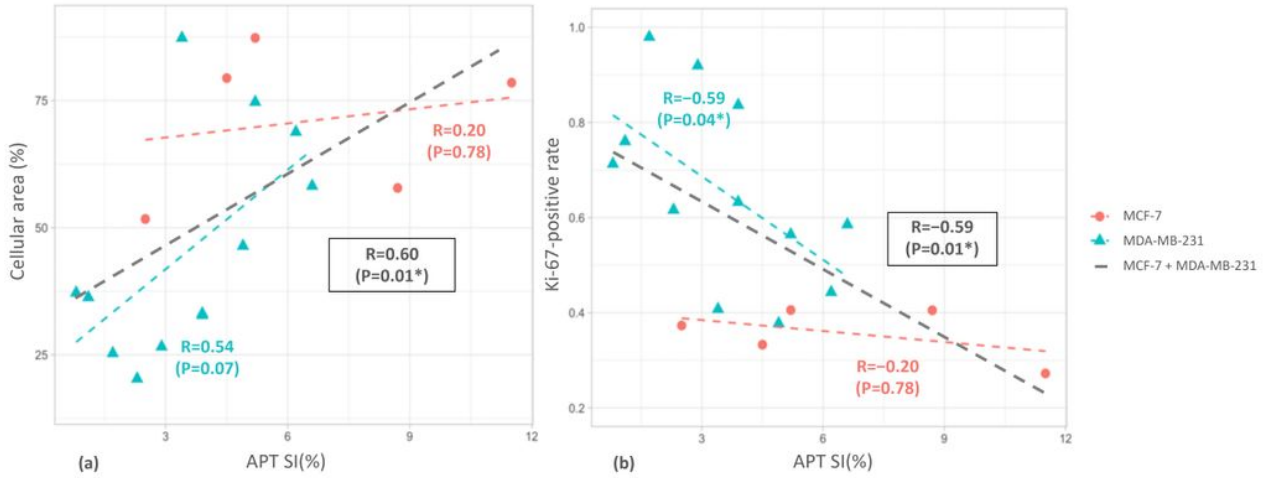 Cellular area (%)
75
50
25
3
6
9
12
R=0.20
(P=0.78)
R=0.60
(P=0.01*)
R=0.54
(P=0.07)
(a)
APT SI(%)
Ki-67-positive rate
1.0
0.8
0.6
0.4
0.2
3
6
9
12
R=−0.59
(P=0.04*)
R=−0.59
(P=0.01*)
R=−0.20
(P=0.78)
(b)
APT SI(%)
MCF-7
MDA-MB-231
MCF-7 + MDA-MB-231